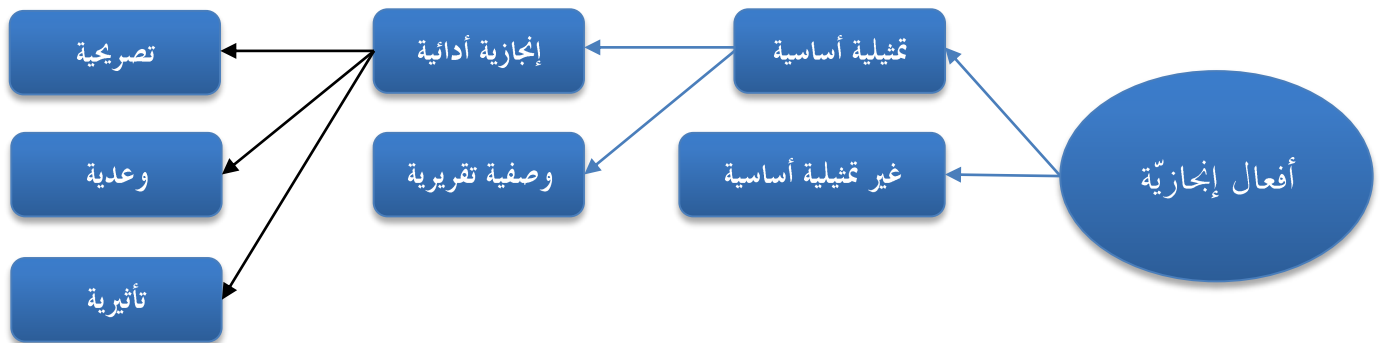 أفعال إنجازيّة
تمثيلية أساسية
غير تمثيلية أساسية
إنجازية أدائية
وصفية تقريرية
تصريحية
وعدية
تأثيرية